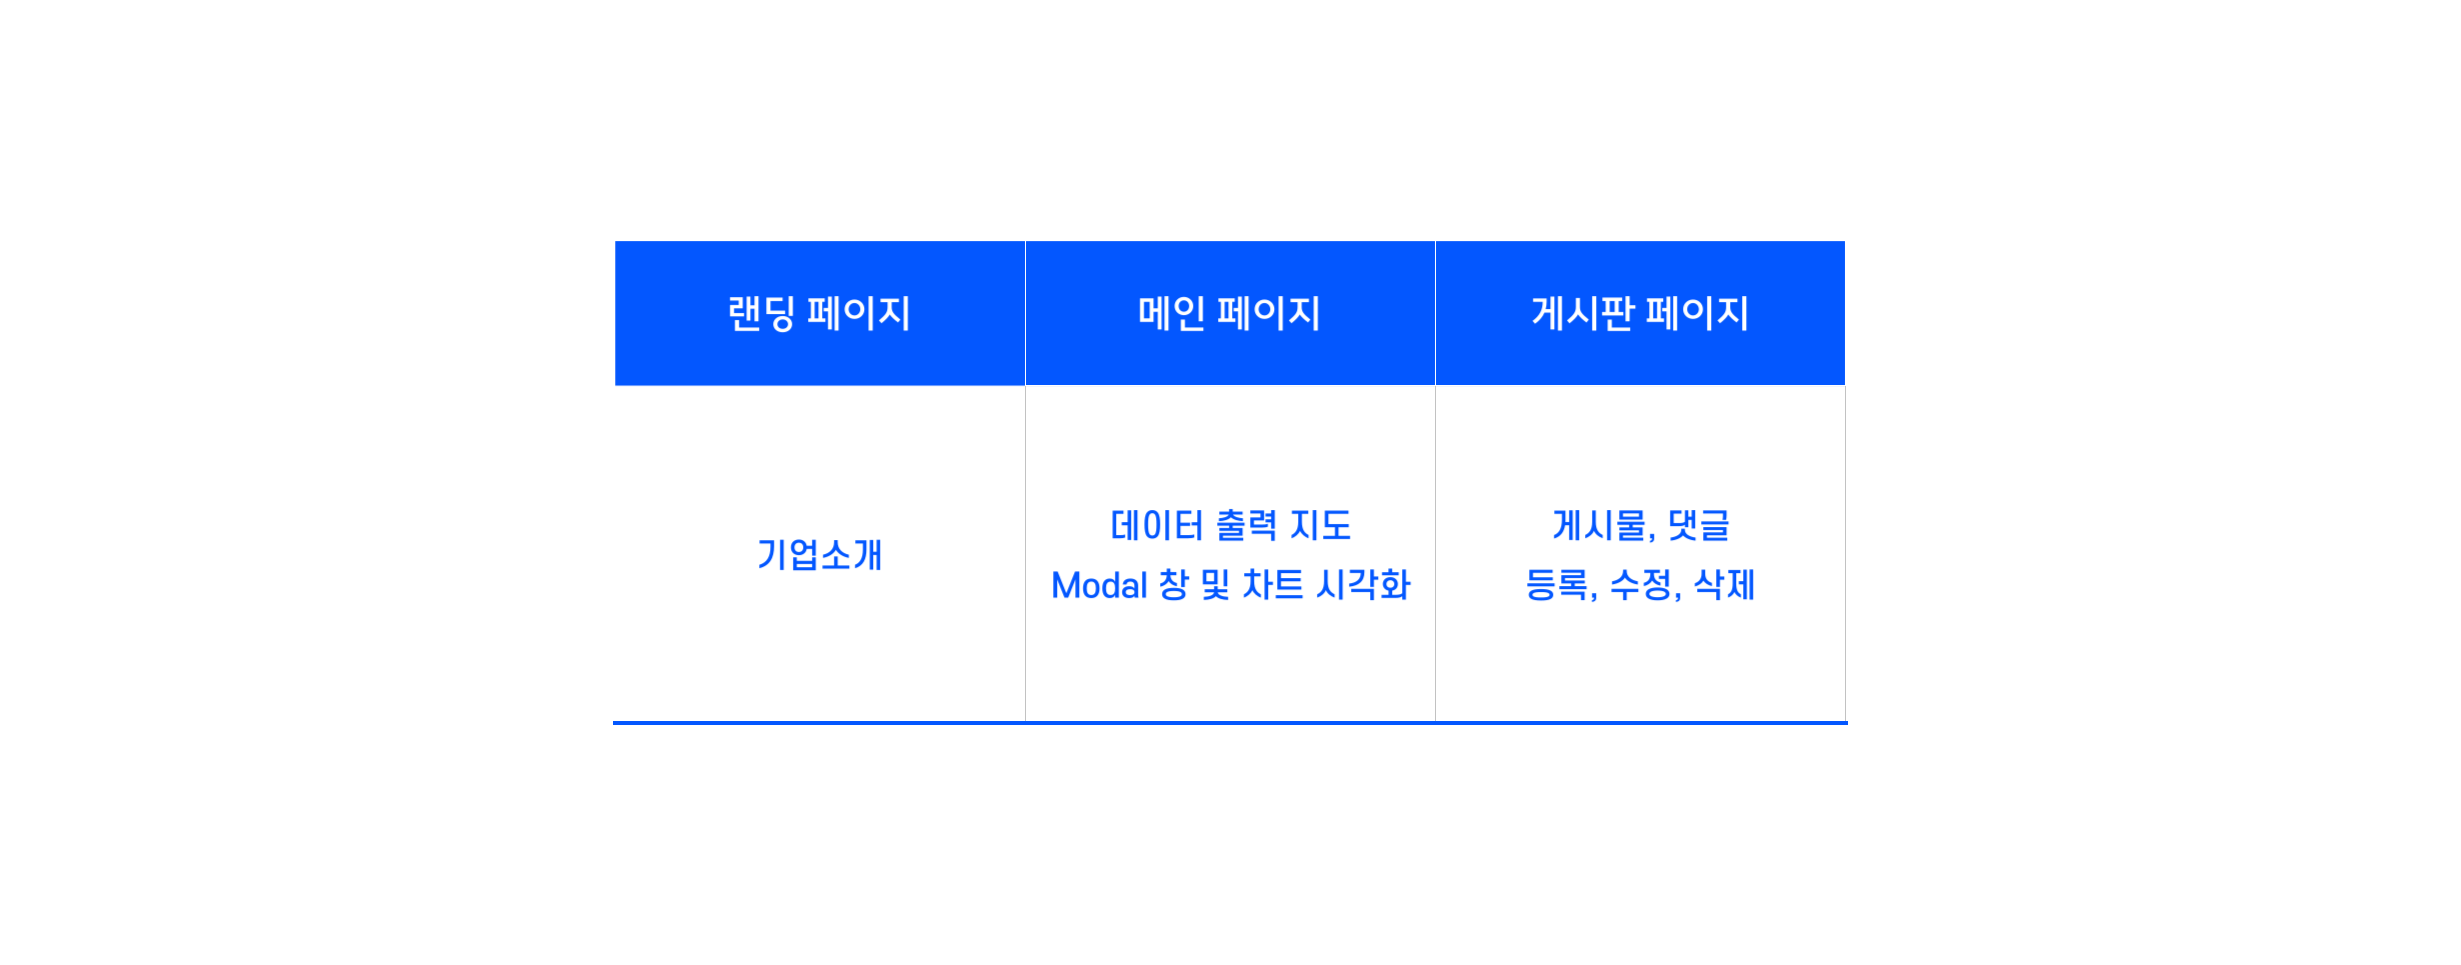 랜딩 페이지
메인 페이지
게시판 페이지
기업소개
데이터 출력 지도
Modal 창 및 차트 시각화
게시물, 댓글
등록, 수정, 삭제